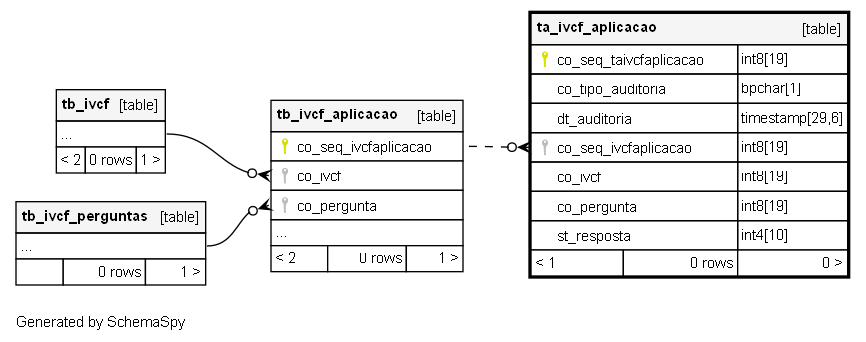 tb_ivcf [table]
...
< 2 0 rows 1 >
tb_ivcf_perguntas [table]
...
0 rows 1 >
tb_ivcf_aplicacao [table]
co_seq_ivcfaplicacao
co_ivcf
co_pergunta
...
< 2 0 rows 1 >
ta_ivcf_aplicacao [table]
co_seq_taivcfaplicacao int8[19]
co_tipo_auditoria bpchar[1]
dt_auditoria timestamp[29,6]
co_seq_ivcfaplicacao int8[19]
co_ivcf int8[19]
co_pergunta int8[19]
st_resposta int4[10]
< 1 0 rows 0 >
Generated by SchemaSpy